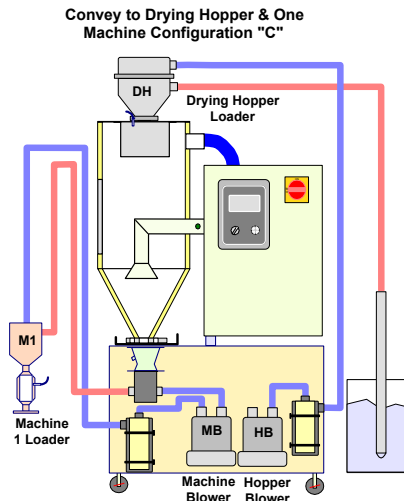 Convey to Drying Hopper & One
Machine Configuration "C"
DH
Drying Hopper
Loader
M1
Machine
1 Loader
MB
HB
Machine
Blower
Hopper
Blower